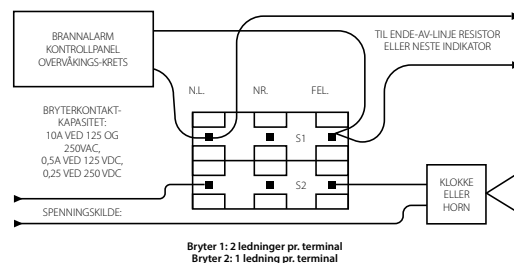 BRANNALARM
KONTROLLPANEL
OVERVÅKINGS-KRETS
TIL ENDE-AV-LINJE RESISTOR
ELLER NESTE INDIKATOR
N.L.
NR.
FEL.
BRYTERKONTAKT-
KAPASITET:
10A VED 125 OG
250VAC,
0,5A VED 125 VDC,
0,25 VED 250 VDC
S1
S2
SPENNINGSKILDE:
KLOKKE
ELLER
HORN
Bryter 1: 2 ledninger pr. terminal
Bryter 2: 1 ledning pr. terminal